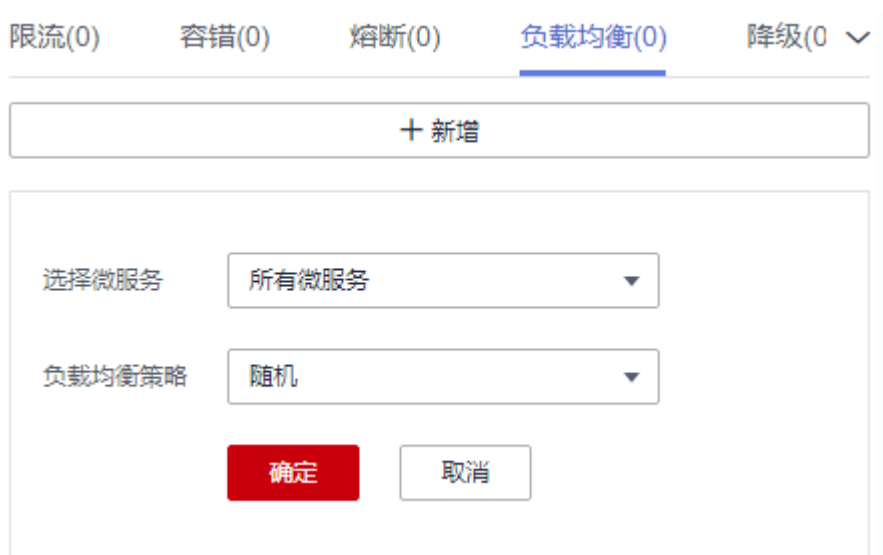 限流(0) 容错(0) 熔断(0) 负载均衡(0) 降级(0
+ 新增
选择微服务 所有微服务
负载均衡策略 随机
确定 取消